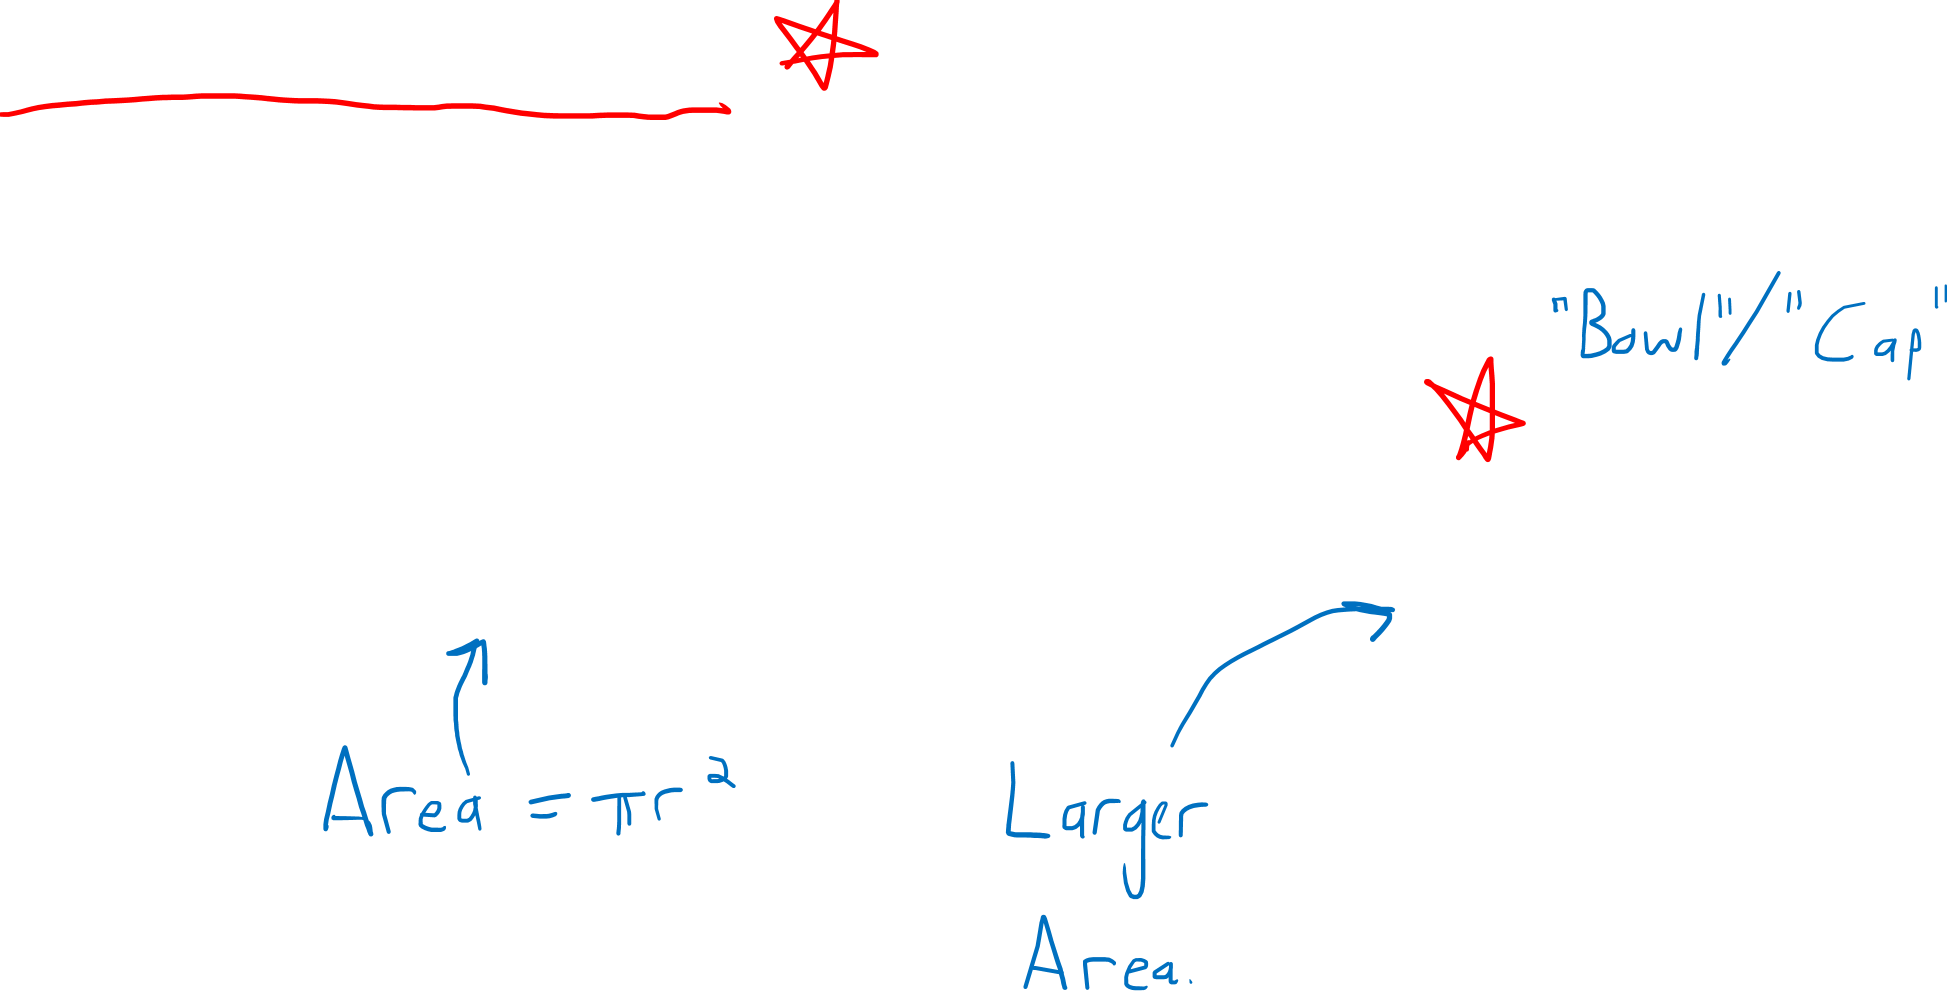 "Bowl"/"Cap"
Area = πr²
Larger
Area.